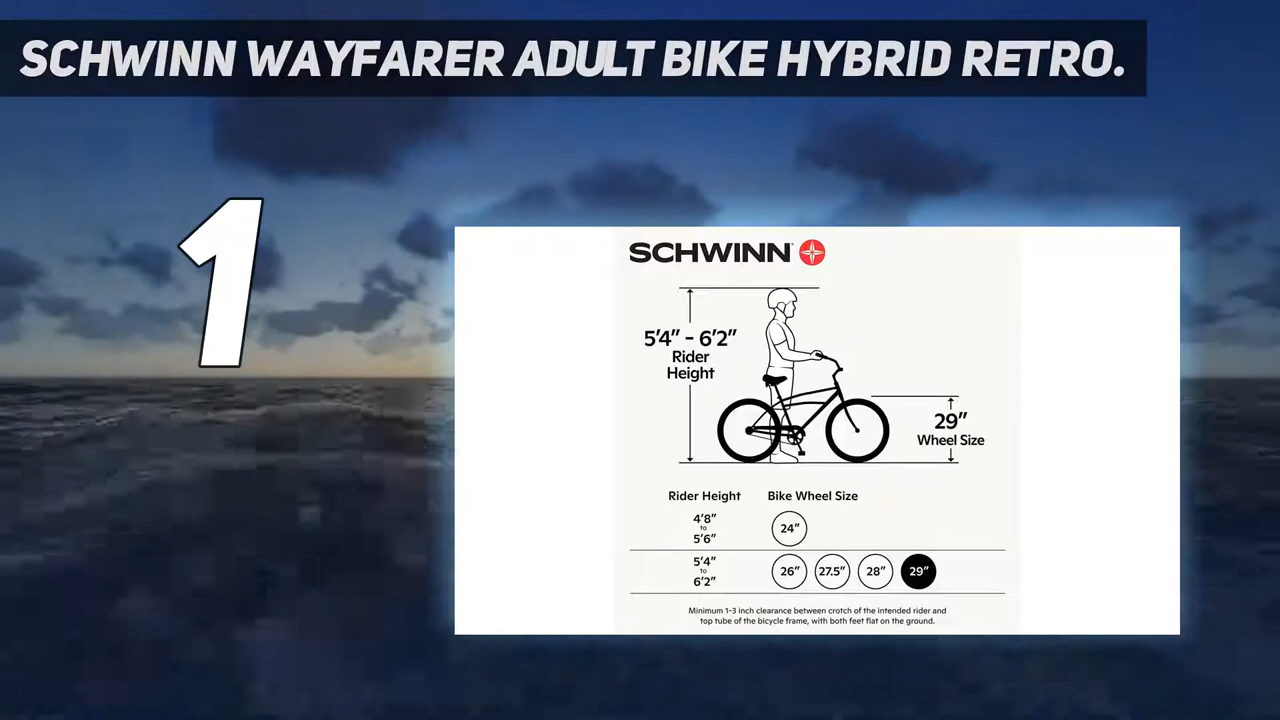 SCHWINN WAYFARER ADULT BIKE HYBRID RETRO.
1
SCHWINN
5'4" - 6'2"
Rider
Height
29"
Wheel Size
Rider Height Bike Wheel Size
4'8"
to
5'6"
24"
5'4"
to
6'2"
26" 27.5" 28" 29"
Minimum 1-3 inch clearance between crotch of the intended rider and
top tube of the bicycle frame, with both feet flat on the ground.